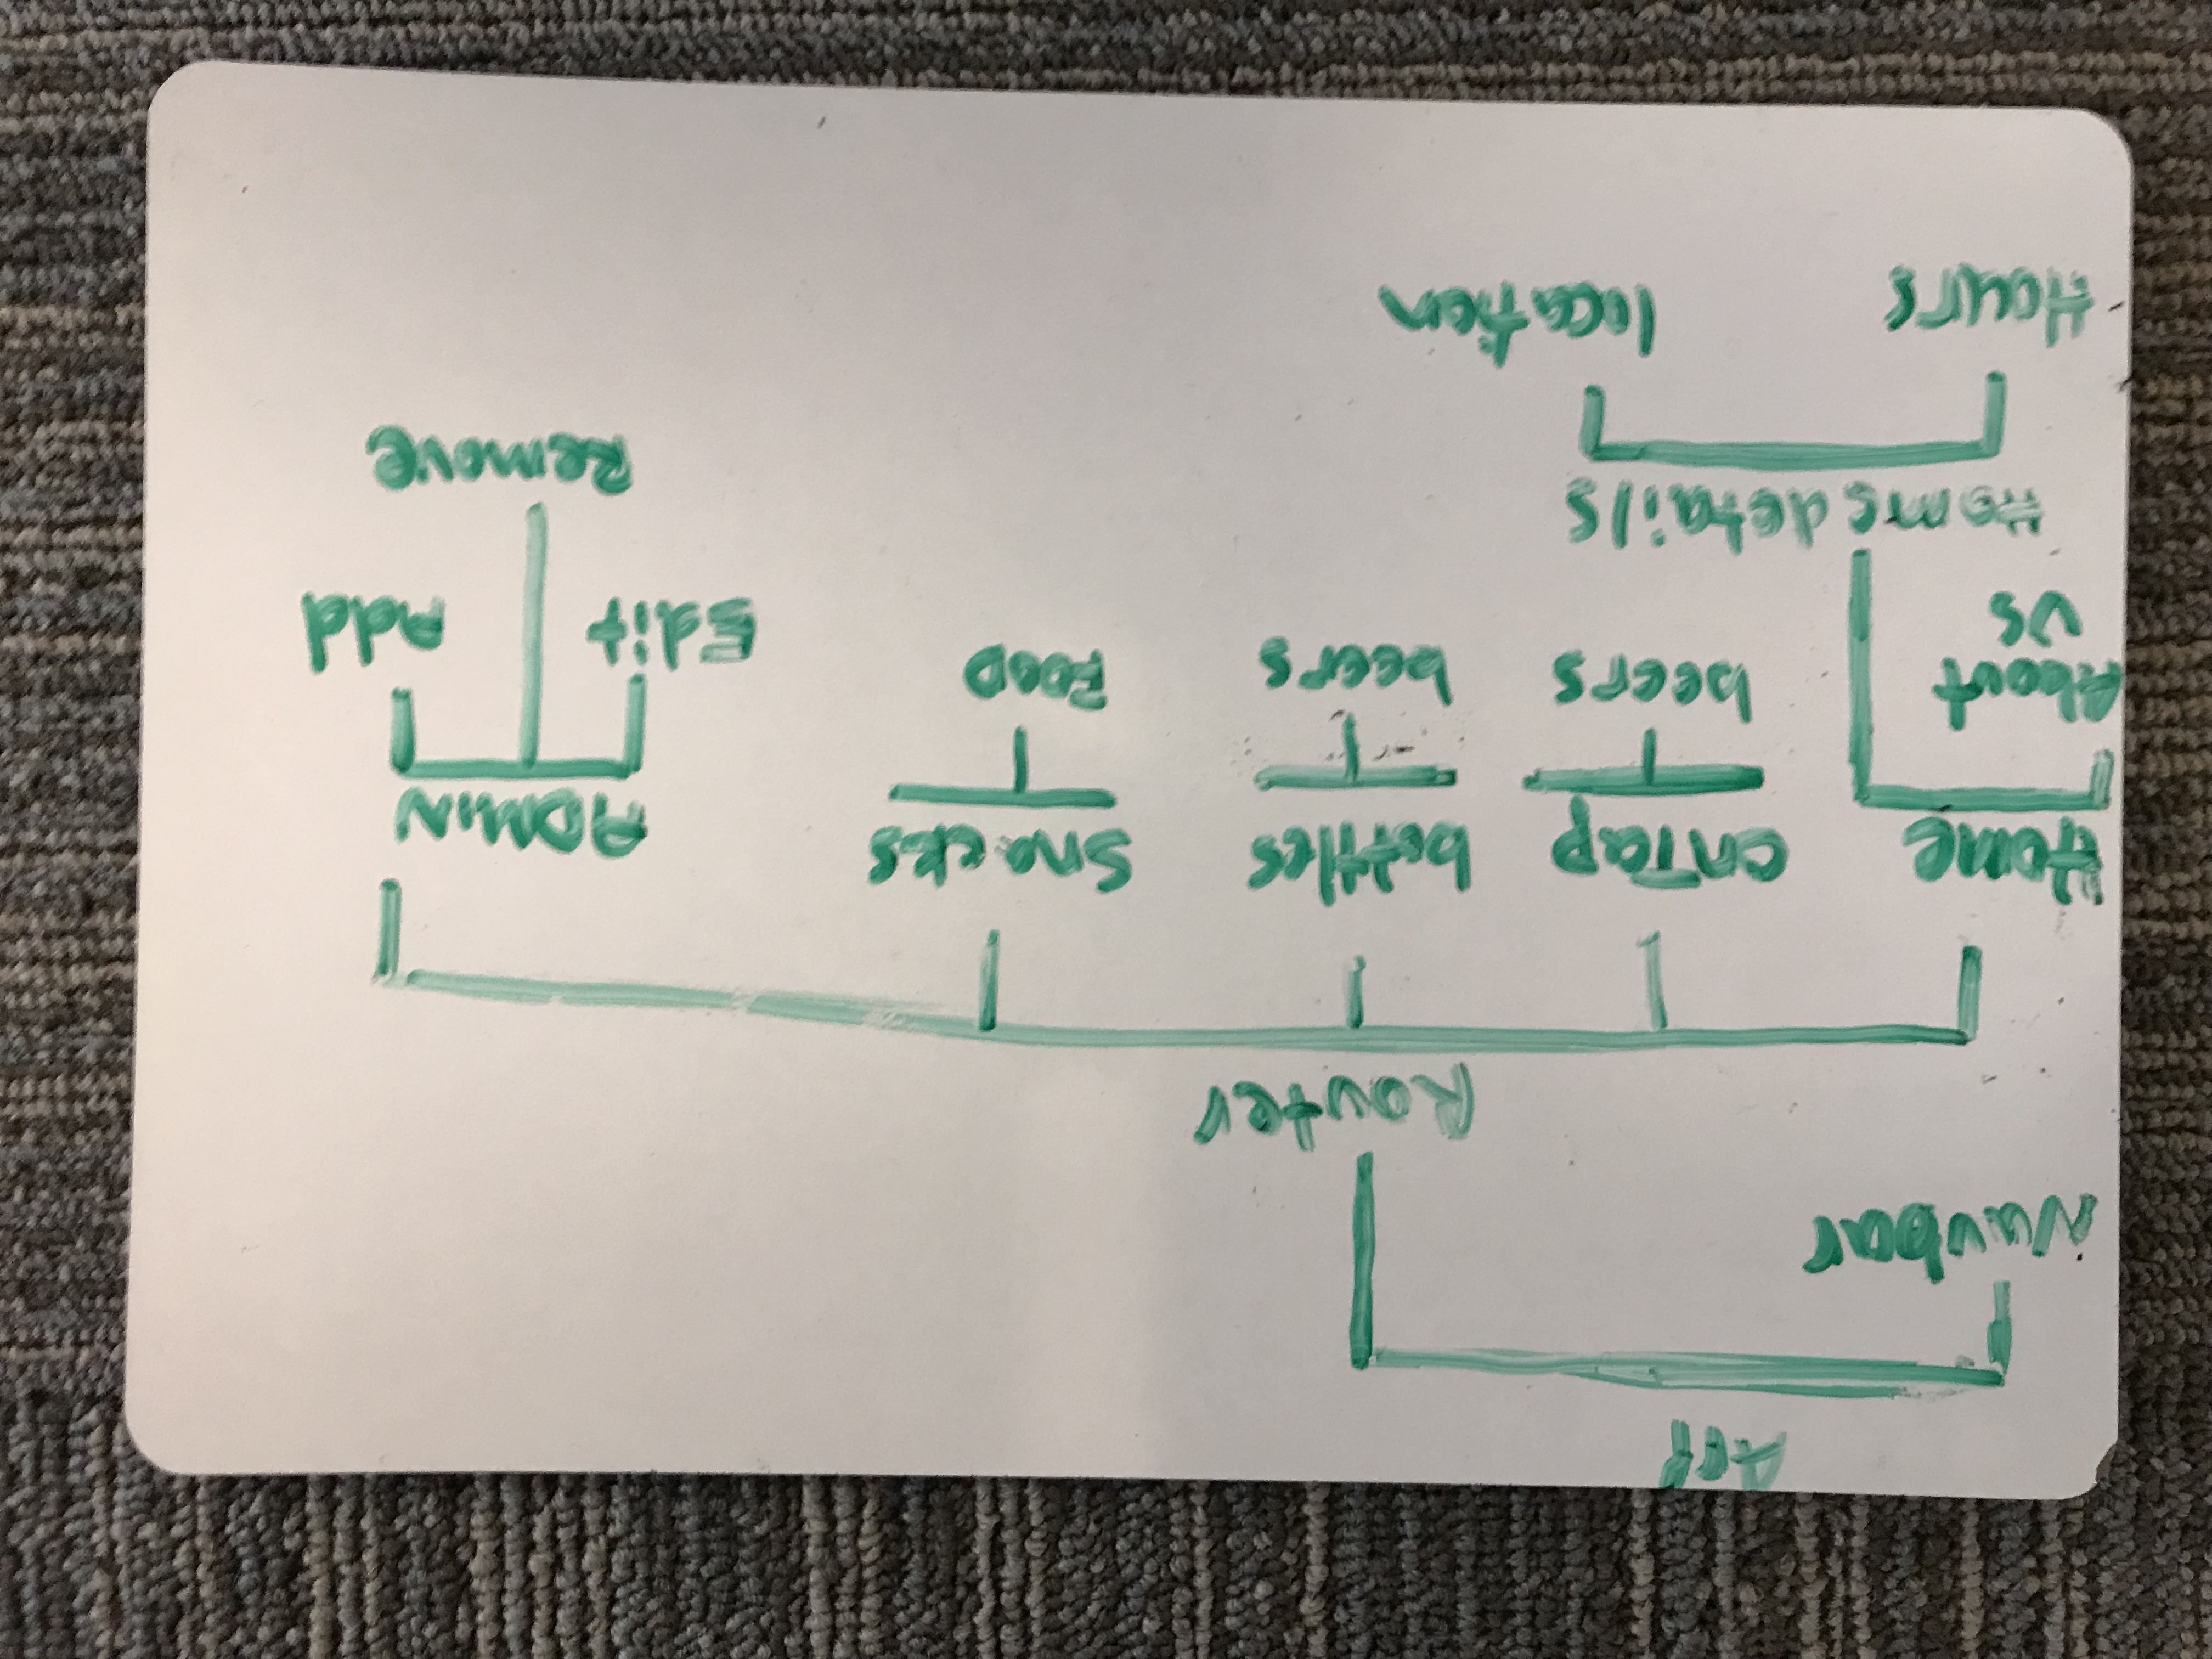 App
Navbar
Router
Home onTap bottles Snacks ADMIN
About beers beers FOOD Edit Add
US
Homedetails
Remove
Hours location